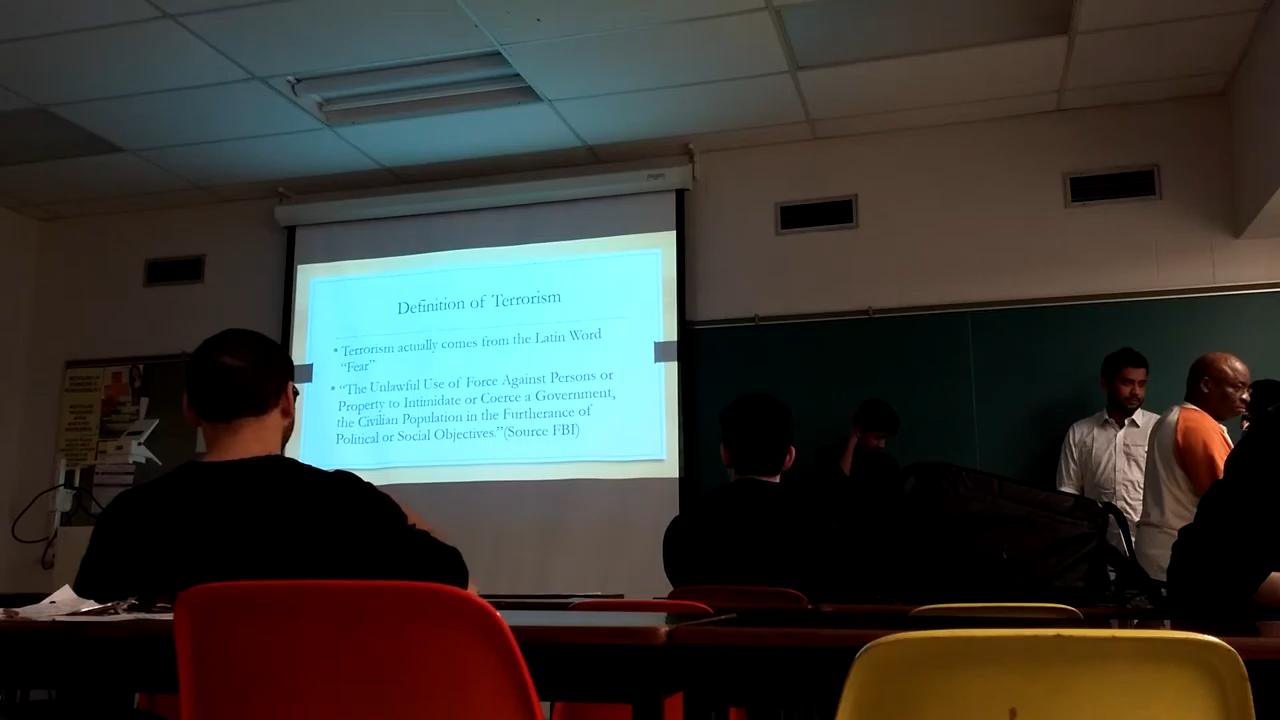 Definition of Terrorism
• Terrorism actually comes from the Latin Word
“Fear”
• “The Unlawful Use of Force Against Persons or
Property to Intimidate or Coerce a Government,
the Civilian Population in the Furtherance of
Political or Social Objectives.”(Source FBI)